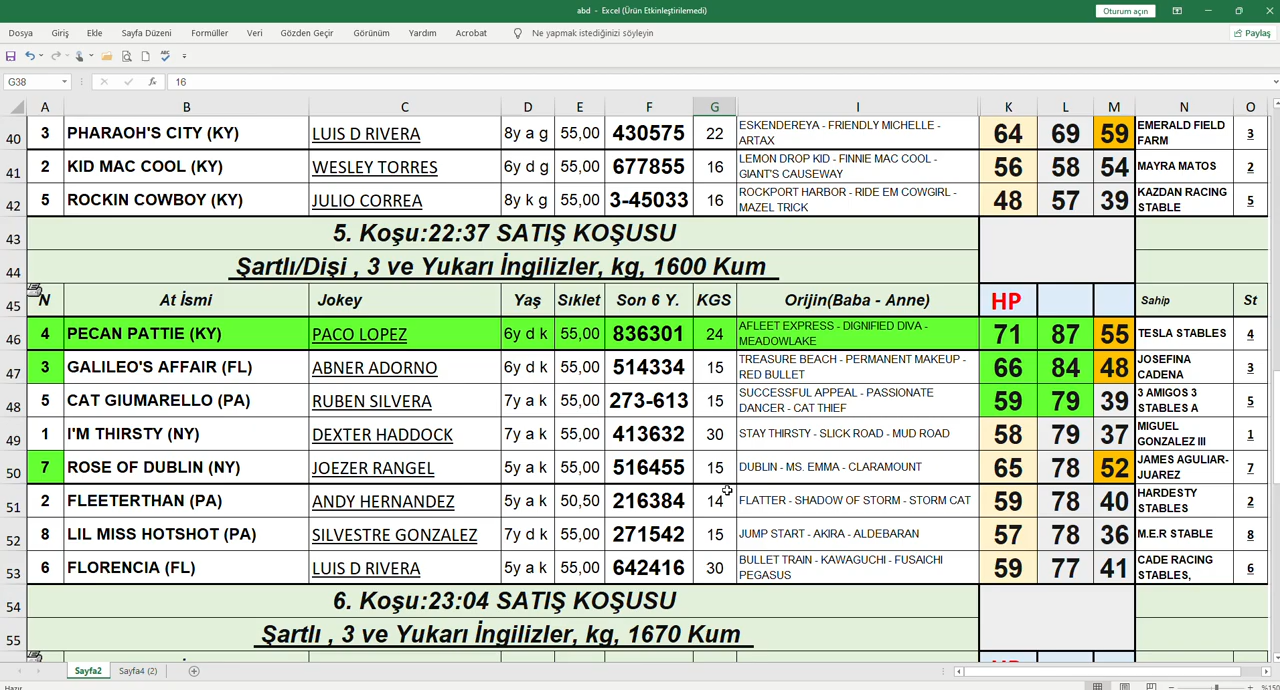 abd - Excel (Ürün Etkinleştirilemedi)
Oturum açın
Dosya Giriş Ekle Sayfa Düzeni Formüller Veri Gözden Geçir Görünüm Yardım Acrobat Ne yapmak istediğinizi söyleyin Paylaş
G38 fx 16
A B C D E F G I K L M N O
40 3 PHARAOH'S CITY (KY) LUIS D RIVERA 8y a g 55,00 430575 22 ESKENDEREYA - FRIENDLY MICHELLE - ARTAX 64 69 59 EMERALD FIELD FARM 3
41 2 KID MAC COOL (KY) WESLEY TORRES 6y d g 55,00 677855 16 LEMON DROP KID - FINNIE MAC COOL - GIANT'S CAUSEWAY 56 58 54 MAYRA MATOS 2
42 5 ROCKIN COWBOY (KY) JULIO CORREA 8y k g 55,00 3-45033 16 ROCKPORT HARBOR - RIDE EM COWGIRL - MAZEL TRICK 48 57 39 KAZDAN RACING STABLE 5
43 5. Koşu:22:37 SATIŞ KOŞUSU
44 Şartlı/Dişi , 3 ve Yukarı İngilizler, kg, 1600 Kum
45 N At İsmi Jokey Yaş Sıklet Son 6 Y. KGS Orijin(Baba - Anne) HP Sahip St
46 4 PECAN PATTIE (KY) PACO LOPEZ 6y d k 55,00 836301 24 AFLEET EXPRESS - DIGNIFIED DIVA - MEADOWLAKE 71 87 55 TESLA STABLES 4
47 3 GALILEO'S AFFAIR (FL) ABNER ADORNO 6y d k 55,00 514334 15 TREASURE BEACH - PERMANENT MAKEUP - RED BULLET 66 84 48 JOSEFINA CADENA 3
48 5 CAT GIUMARELLO (PA) RUBEN SILVERA 7y a k 55,00 273-613 15 SUCCESSFUL APPEAL - PASSIONATE DANCER - CAT THIEF 59 79 39 3 AMIGOS 3 STABLES A 5
49 1 I'M THIRSTY (NY) DEXTER HADDOCK 7y a k 55,00 413632 30 STAY THIRSTY - SLICK ROAD - MUD ROAD 58 79 37 MIGUEL GONZALEZ III 1
50 7 ROSE OF DUBLIN (NY) JOEZER RANGEL 5y a k 55,00 516455 15 DUBLIN - MS. EMMA - CLARAMOUNT 65 78 52 JAMES AGULIAR-JUAREZ 7
51 2 FLEETERTHAN (PA) ANDY HERNANDEZ 5y a k 50,50 216384 14 FLATTER - SHADOW OF STORM - STORM CAT 59 78 40 HARDESTY STABLES 2
52 8 LIL MISS HOTSHOT (PA) SILVESTRE GONZALEZ 7y d k 55,00 271542 15 JUMP START - AKIRA - ALDEBARAN 57 78 36 M.E.R STABLE 8
53 6 FLORENCIA (FL) LUIS D RIVERA 5y a k 55,00 642416 30 BULLET TRAIN - KAWAGUCHI - FUSAICHI PEGASUS 59 77 41 CADE RACING STABLES, 6
54 6. Koşu:23:04 SATIŞ KOŞUSU
55 Şartlı , 3 ve Yukarı İngilizler, kg, 1670 Kum
Sayfa2 Sayfa4 (2)
Hazır %150